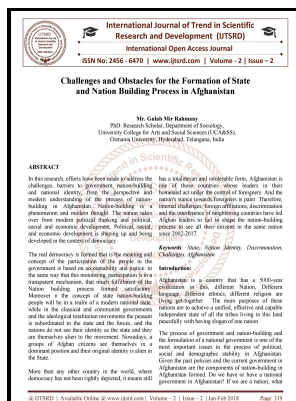 International Journal of Trend in Scientific
Research and Development (IJTSRD)
International Open Access Journal
ISSN No: 2456 - 6470 | www.ijtsrd.com | Volume - 2 | Issue – 2
Challenges and Obstacles for the Formation of State
and Nation Building Process in Afghanistan
Mr. Gulab Mir Rahmany
PhD. Research Scholar, Department of Sociology,
University College for Arts and Social Sciences (UCA&SS),
Osmania University, Hyderabad, Telangana, India
ABSTRACT
In this research, efforts have been made to address the
challenges, barriers to government, nation-building
and national identity, from the perspective and
modern understanding of the process of nation-
building in Afghanistan. Nation-building is a
phenomenon and modern thought. The nation takes
over from modern political thinking and political,
social and economic development. Political, social,
and economic development, is shaping up and being
developed in the context of democracy.
The real democracy is formed that is the meaning and
concept of the participation of the people in the
government is based on accountability and justice, in
the same way that this monitoring, participation is in a
transparent mechanism, that much fulfillment of the
Nation building process formed satisfactory.
Moreover the concept of state nation-building
people will be in a realm of a modern rational state,
while in the classical and communist governments
and the ideological totalitarian movements the peasant
is subordinated to the state and the forces, and the
nations do not see their identity as the state and they
are themselves alien to the movement. Nowadays, a
groups of Afghan citizens see themselves in a
dominant position and their original identity is alien in
the State.
More than any other country in the world, where
democracy has not been rightly depicted, it means still
has a totalitarian and intolerable form, Afghanistan is
one of those countries whose leaders in their
homeland act under the control of foreigners. And the
nation's stance towards foreigners is paler. Therefore,
internal challenges, foreign affiliations, discrimination
and the interference of neighboring countries have led
Afghan leaders to fail to shape the nation-building
process to see all their citizens in the same nation
since 2002-2017.
Keywords: State, Nation, Identity, Discrimination,
Challenges, Afghanistan
Introduction:
Afghanistan is a country that has a 5000-year
civilization in this, different Nation, Different
language different ethnics, different religion are
living get-together. The main purposes of these
nations are to achieve a unified, effective and capable
independent state of all the tribes living in this land
peacefully with having slogan of one nation.
The process of government and nation-building and
the formulation of a national government is one of the
most important issues in the process of political,
social and demographic stability in Afghanistan.
Given the past policies and the current government in
Afghanistan are the components of nation-building in
Afghanistan formed. Do we have or have a national
government in Afghanistan? If we are a nation, what
@ IJTSRD | Available Online @ www.ijtsrd.com | Volume – 2 | Issue – 2 | Jan-Feb 2018 Page: 319